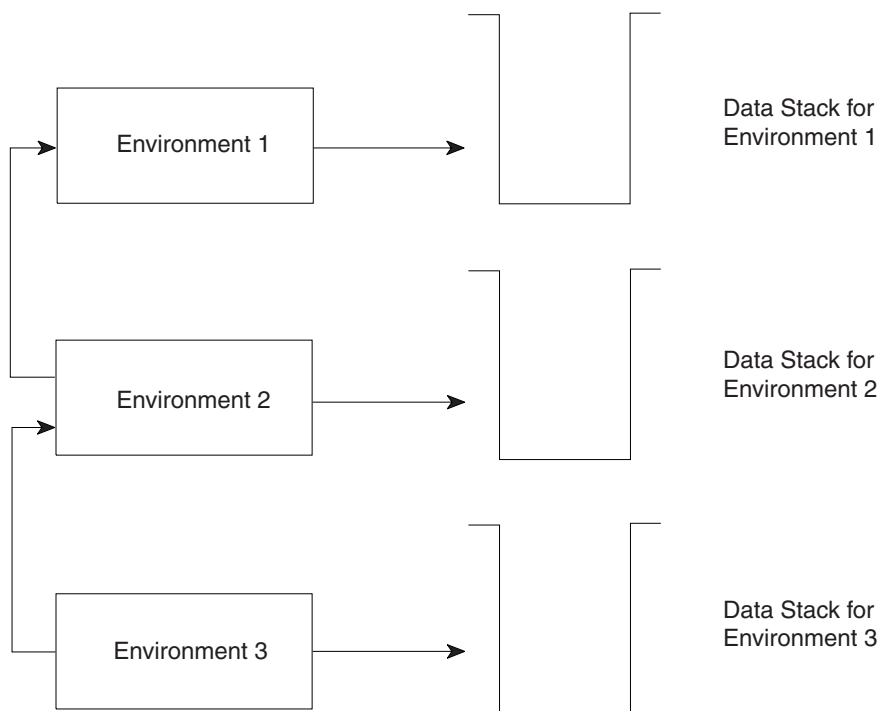 Environment 1
Data Stack for
Environment 1
Environment 2
Data Stack for
Environment 2
Environment 3
Data Stack for
Environment 3